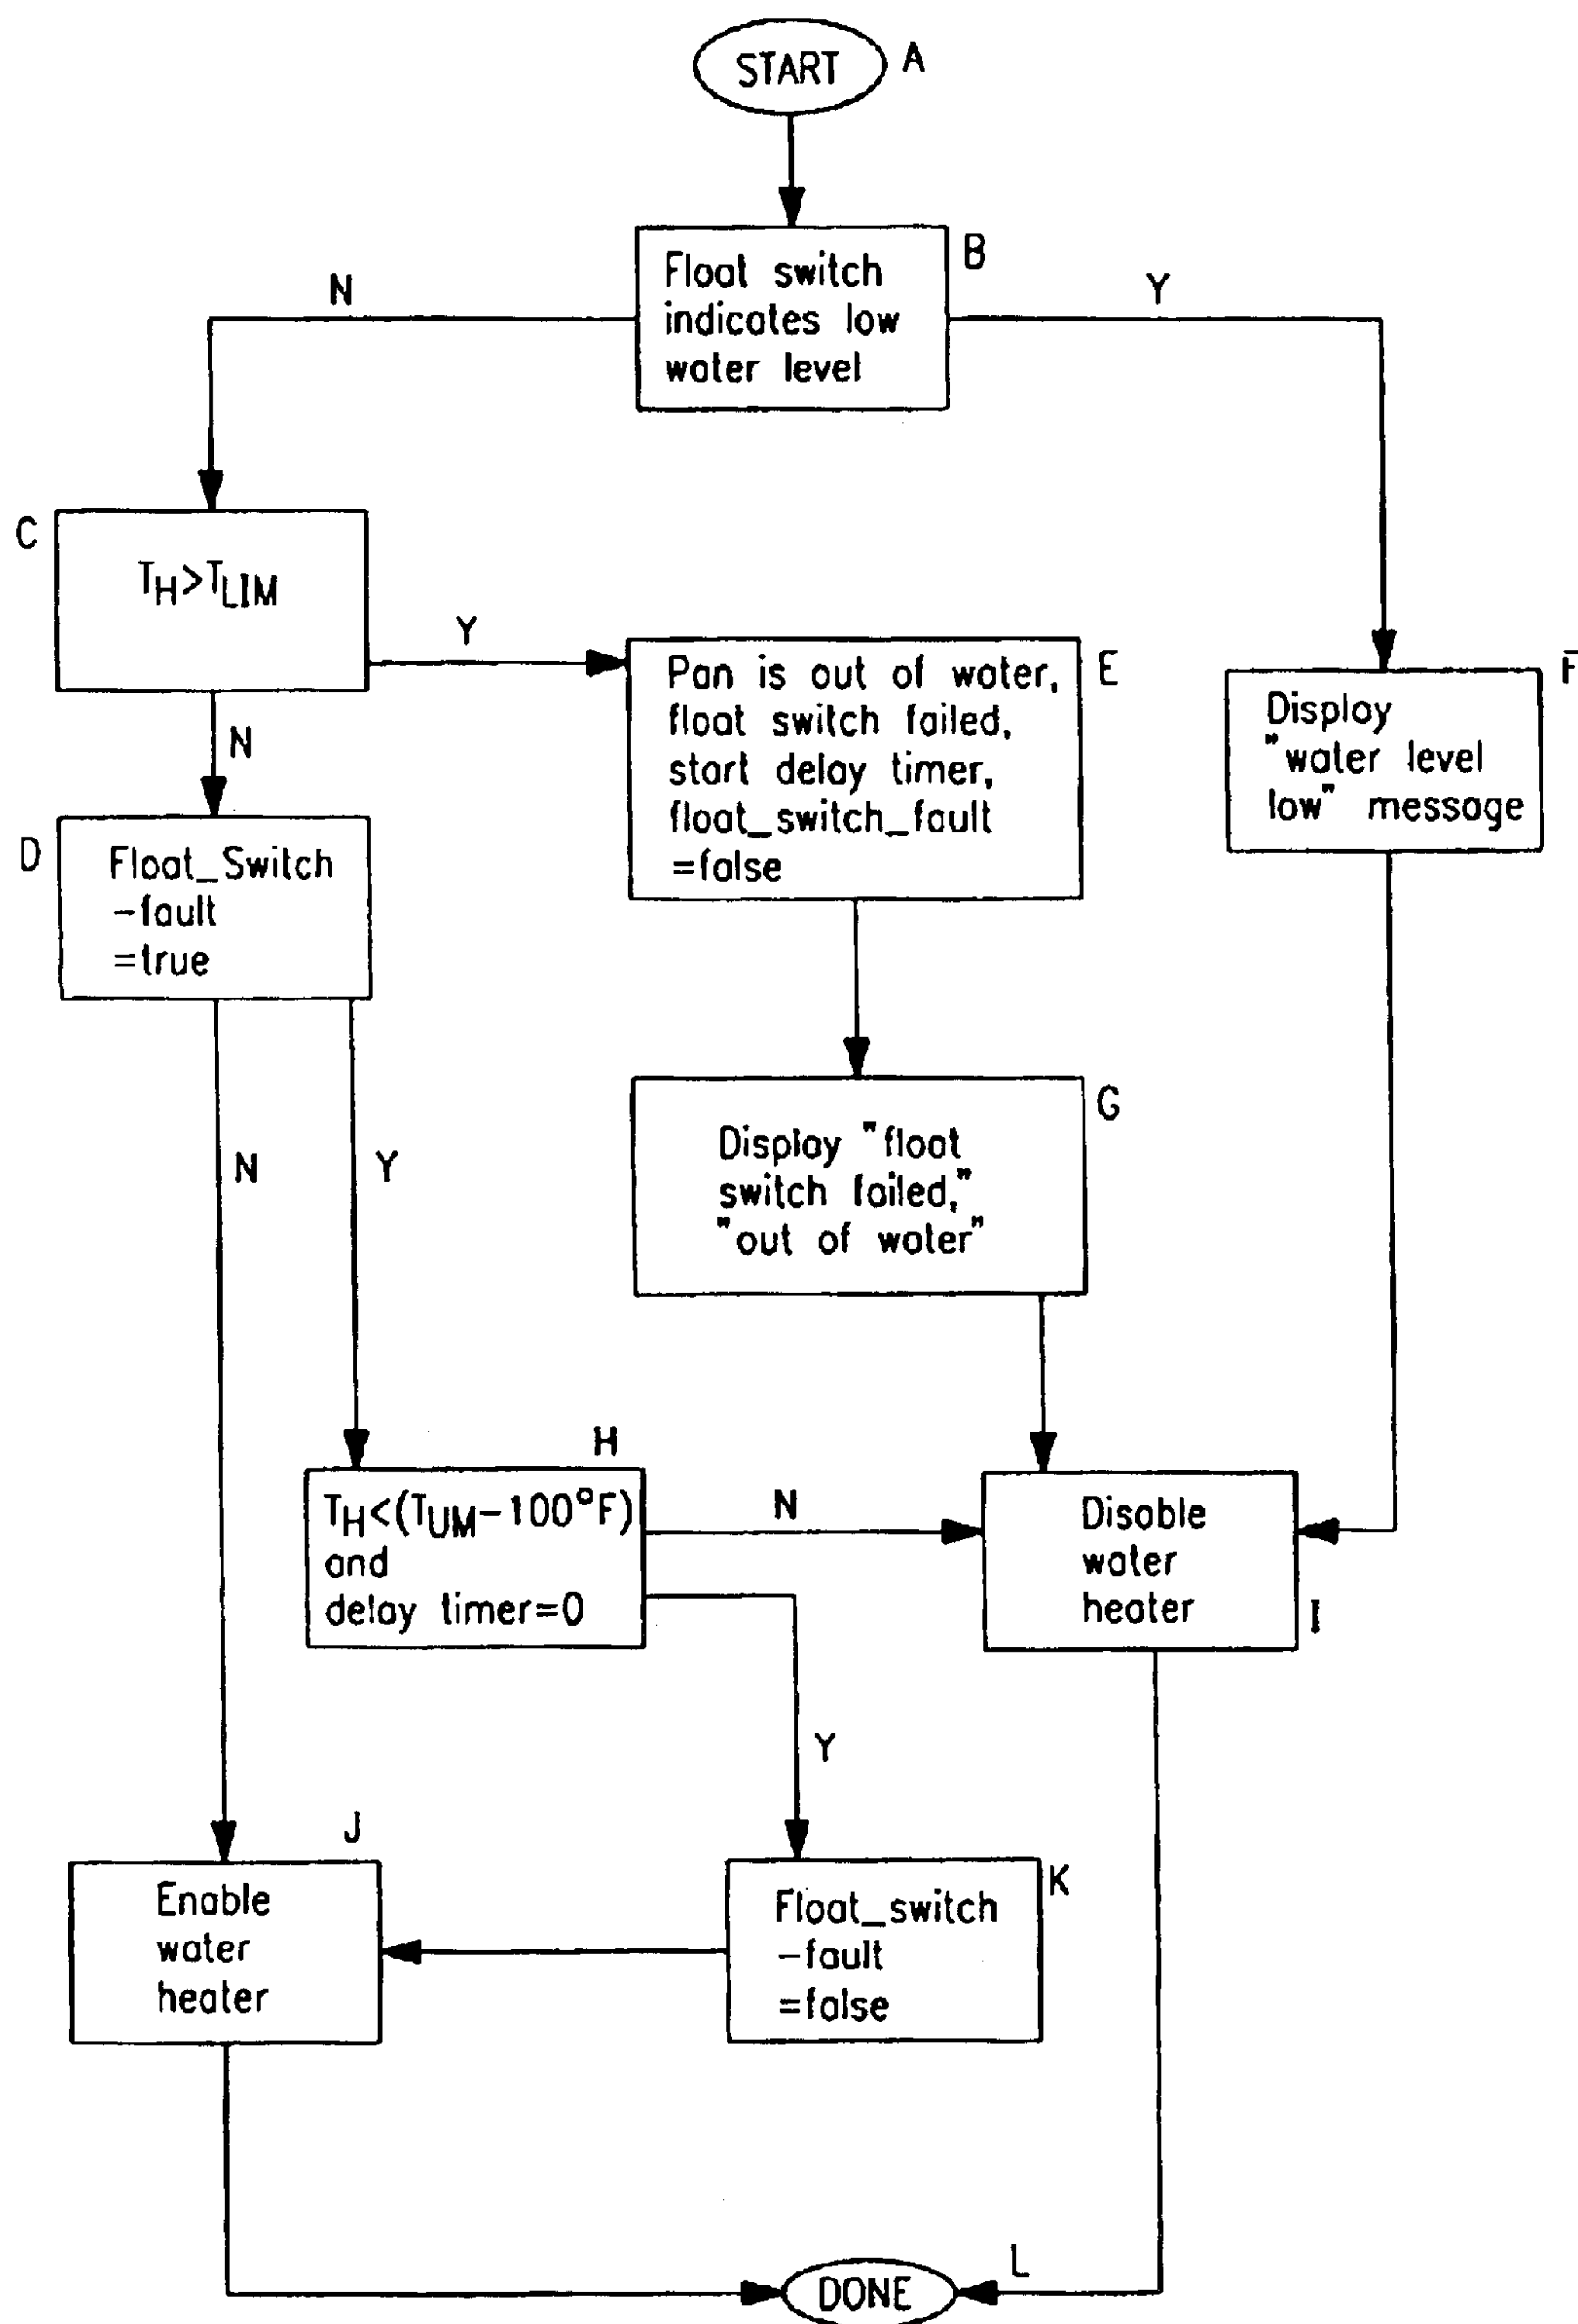 START A
B
Float switch
indicates low
water level
N
Y
C
TH>TLIM
Y
N
E
Pan is out of water,
float switch failed,
start delay timer,
float_switch_fault
=false
F
Display
"water level
low" message
D
Float_Switch
-fault
=true
N
Y
G
Display "float
switch failed,"
"out of water"
H
TH<(TUM-100°F)
and
delay timer=0
N
Y
Disable
water
heater
I
J
Enable
water
heater
K
Float_switch
-fault
=false
L
DONE